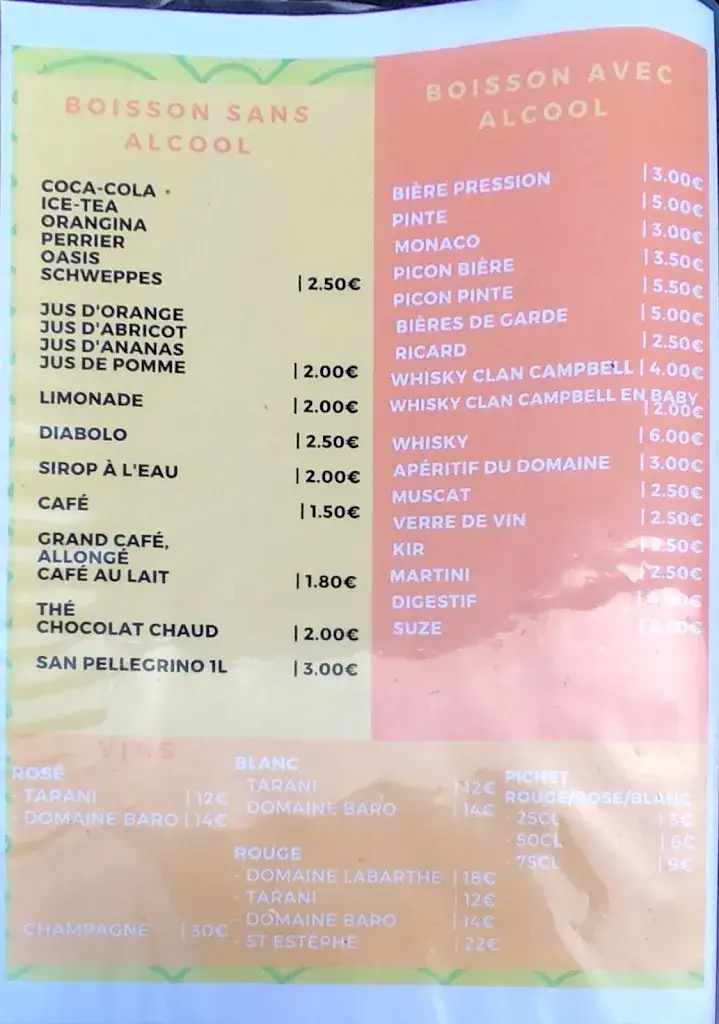 BOISSON SANS
ALCOOL
COCA-COLA
ICE-TEA
ORANGINA
PERRIER
OASIS
SCHWEPPES | 2.50€
JUS D'ORANGE
JUS D'ABRICOT
JUS D'ANANAS
JUS DE POMME | 2.00€
LIMONADE | 2.00€
DIABOLO | 2.50€
SIROP À L'EAU | 2.00€
CAFÉ | 1.50€
GRAND CAFÉ,
ALLONGÉ
CAFÉ AU LAIT | 1.80€
THÉ
CHOCOLAT CHAUD | 2.00€
SAN PELLEGRINO 1L | 3.00€
BOISSON AVEC
ALCOOL
BIÈRE PRESSION | 3.00€
PINTE | 5.00€
MONACO | 3.00€
PICON BIÈRE | 3.50€
PICON PINTE | 5.50€
BIÈRES DE GARDE | 5.00€
RICARD | 2.50€
WHISKY CLAN CAMPBELL | 4.00€
WHISKY CLAN CAMPBELL EN BABY
| 2.00€
WHISKY | 6.00€
APÉRITIF DU DOMAINE | 3.00€
MUSCAT | 2.50€
VERRE DE VIN | 2.50€
KIR
MARTINI | 2.50€
DIGESTIF
SUZE
VINS
ROSÉ
- TARANI | 12€
- DOMAINE BARO | 14€
CHAMPAGNE | 30€
BLANC
- TARANI | 12€
- DOMAINE BARO | 14€
ROUGE
- DOMAINE LABARTHE | 18€
- TARANI | 12€
- DOMAINE BARO | 14€
- ST ESTEPHE | 22€
PICHET
ROUGE/ROSE/BLANC
- 25CL | 3€
- 50CL | 6€
- 75CL | 9€